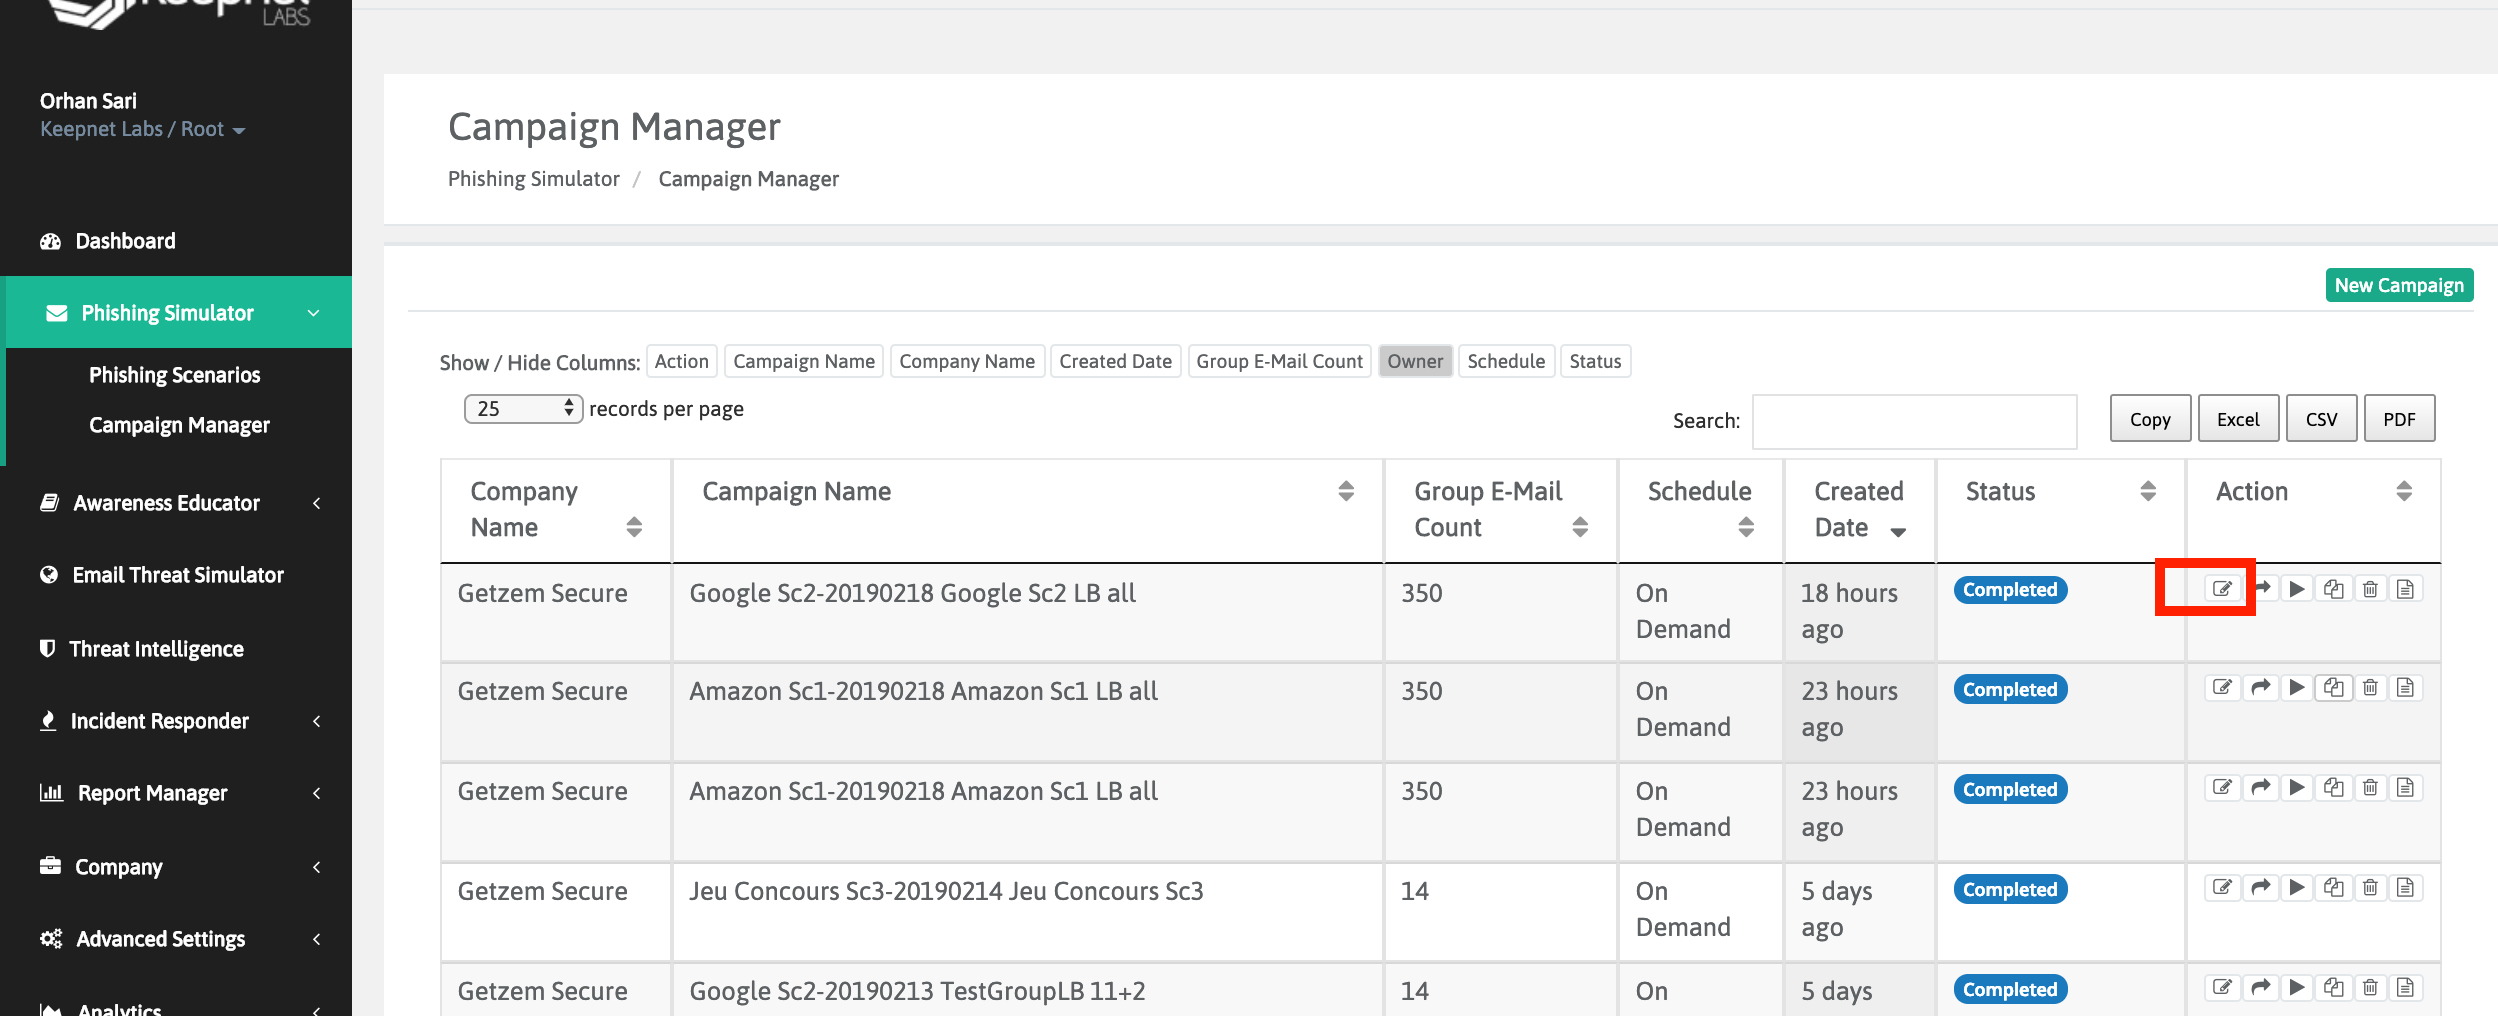 Keepnet
LABS
Orhan Sari
Keepnet Labs / Root
Dashboard
Phishing Simulator
Phishing Scenarios
Campaign Manager
Awareness Educator
Email Threat Simulator
Threat Intelligence
Incident Responder
Report Manager
Company
Advanced Settings
Analytics
Campaign Manager
Phishing Simulator / Campaign Manager
New Campaign
Show / Hide Columns: Action Campaign Name Company Name Created Date Group E-Mail Count Owner Schedule Status
25 records per page
Search: Copy Excel CSV PDF
Company Campaign Name Group E-Mail Schedule Created Status Action
Name Count Date
Getzem Secure Google Sc2-20190218 Google Sc2 LB all 350 On 18 hours Completed
Demand ago
Getzem Secure Amazon Sc1-20190218 Amazon Sc1 LB all 350 On 23 hours Completed
Demand ago
Getzem Secure Amazon Sc1-20190218 Amazon Sc1 LB all 350 On 23 hours Completed
Demand ago
Getzem Secure Jeu Concours Sc3-20190214 Jeu Concours Sc3 14 On 5 days Completed
Demand ago
Getzem Secure Google Sc2-20190213 TestGroupLB 11+2 14 On 5 days Completed